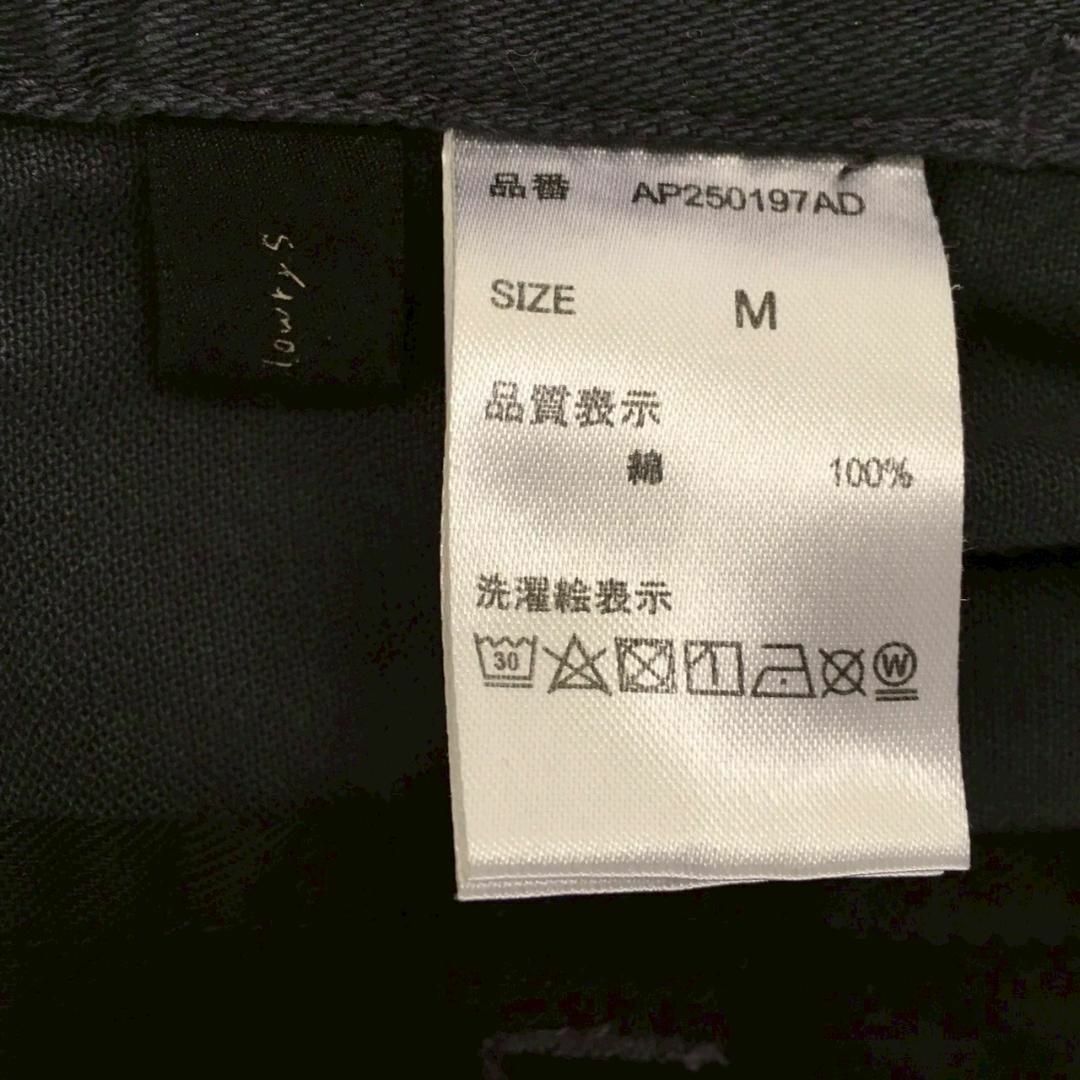 lowrys
品番 AP250197AD
SIZE M
品質表示
綿 100%
洗濯絵表示
30 W